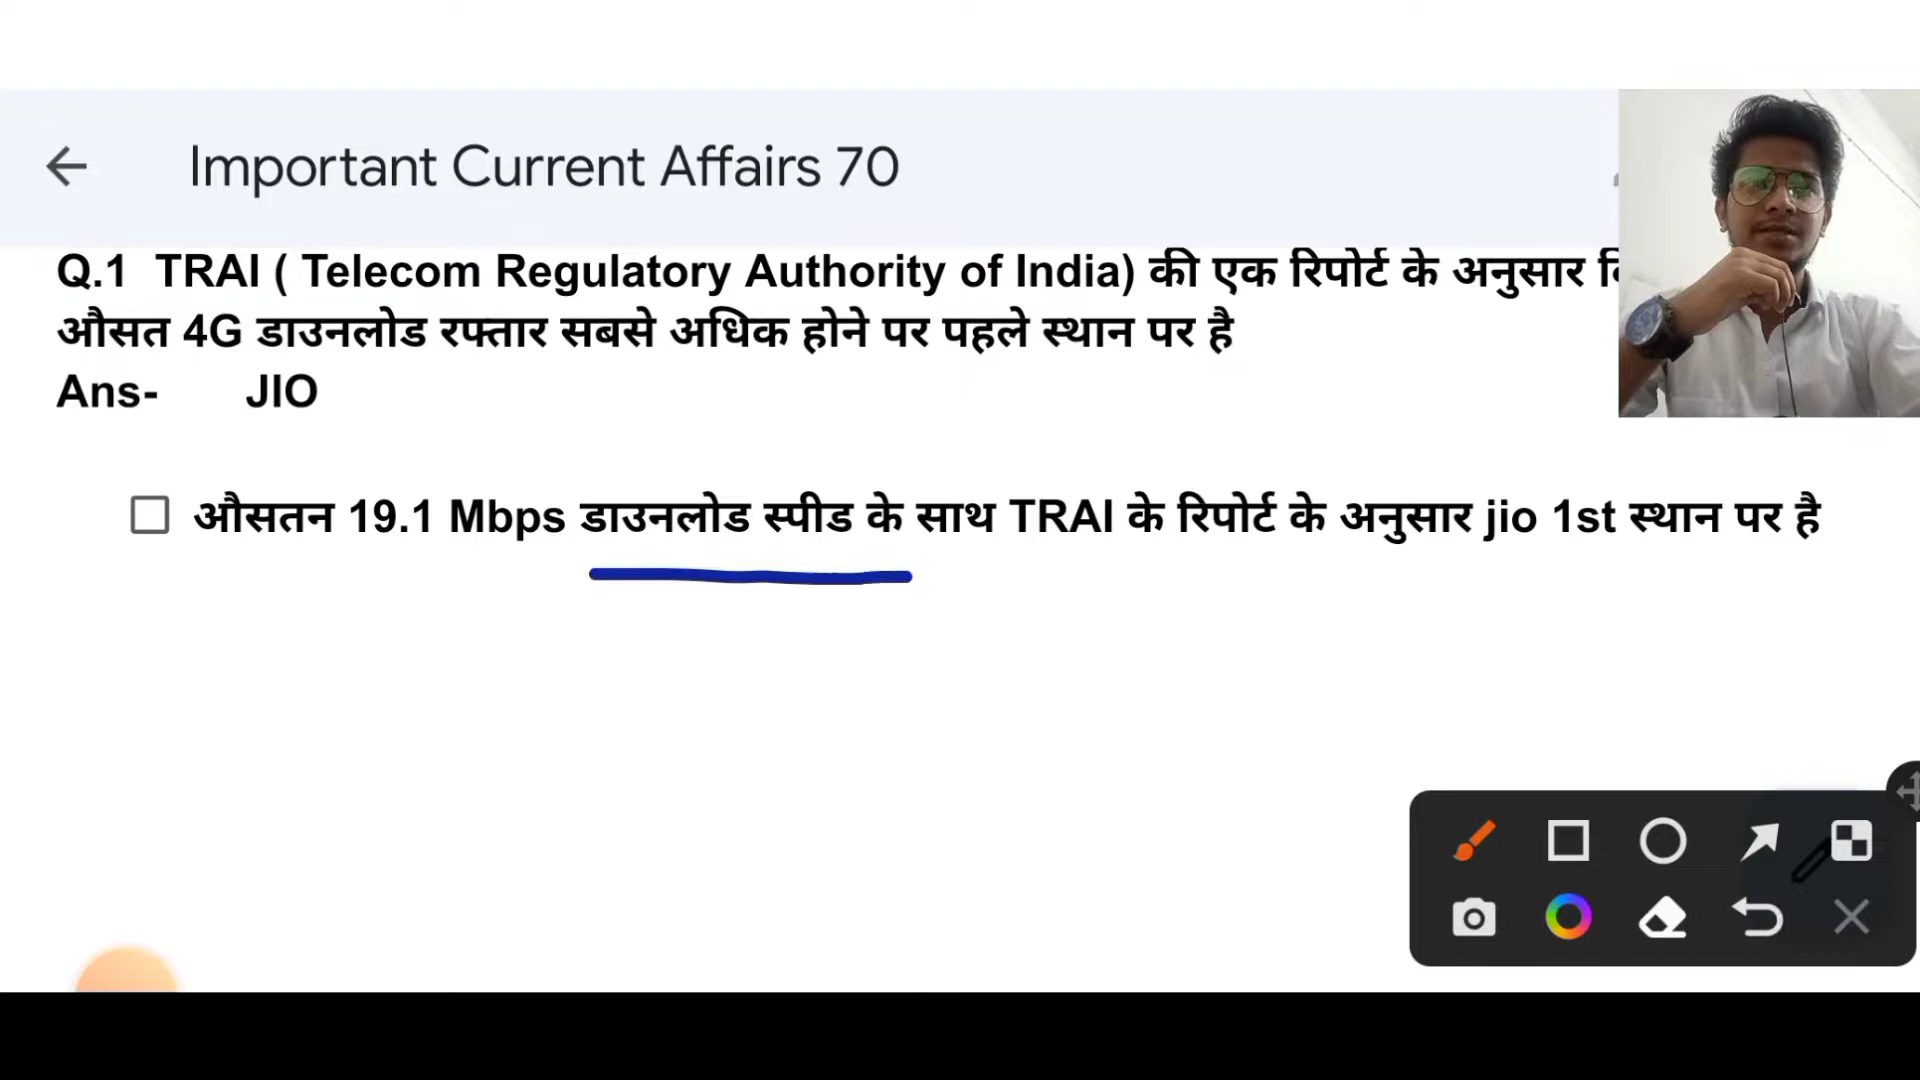 Important Current Affairs 70
Q.1 TRAI ( Telecom Regulatory Authority of India) की एक रिपोर्ट के अनुसार
औसत 4G डाउनलोड रफ्तार सबसे अधिक होने पर पहले स्थान पर है
Ans- JIO
औसतन 19.1 Mbps डाउनलोड स्पीड के साथ TRAI के रिपोर्ट के अनुसार jio 1st स्थान पर है